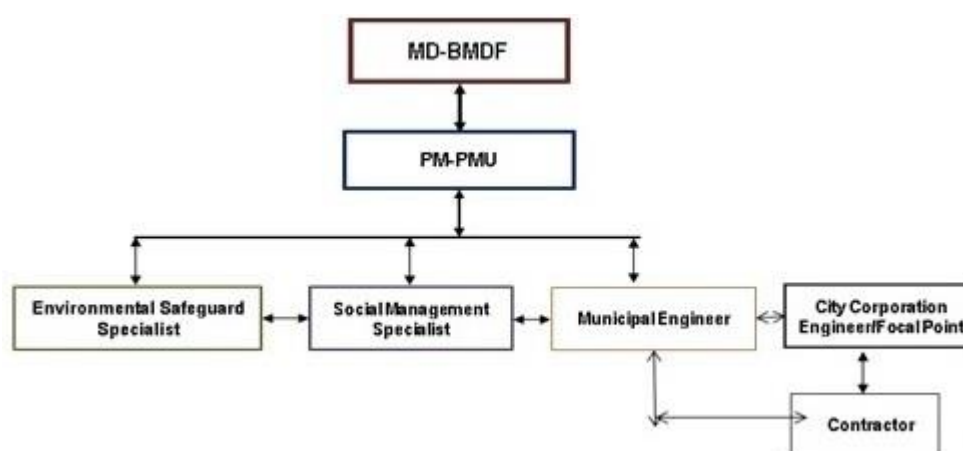 MD-BMDF
PM-PMU
Environmental Safeguard
Specialist
Social Management
Specialist
Municipal Engineer
City Corporation
Engineer/Focal Point
Contractor